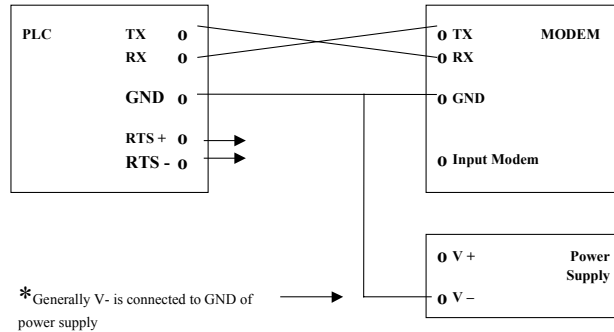 PLC
TX o
RX o
GND o
RTS + o
RTS - o
o TX
MODEM
o RX
o GND
o Input Modem
o V +
Power
Supply
o V –
*Generally V- is connected to GND of
power supply